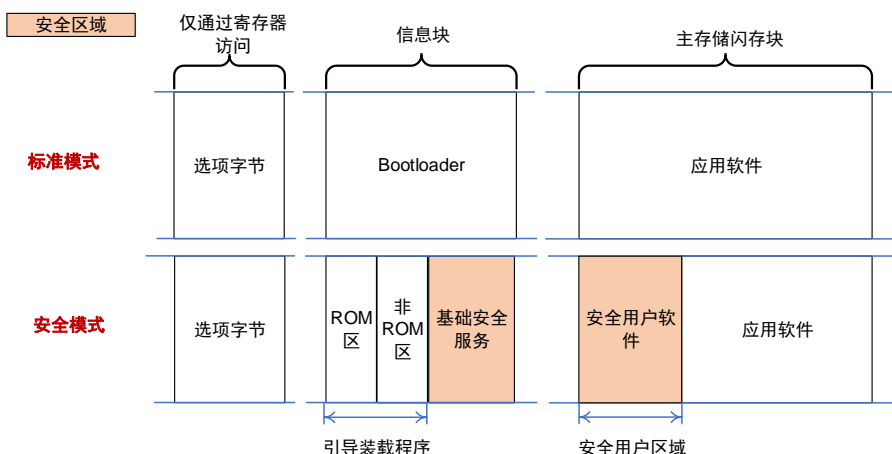 安全区域
仅通过寄存器
访问
信息块
主存储闪存块
标准模式
选项字节
Bootloader
应用软件
安全模式
选项字节
ROM
区
非
ROM
区
基础安全
服务
安全用户软
件
应用软件
引导装载程序
安全用户区域